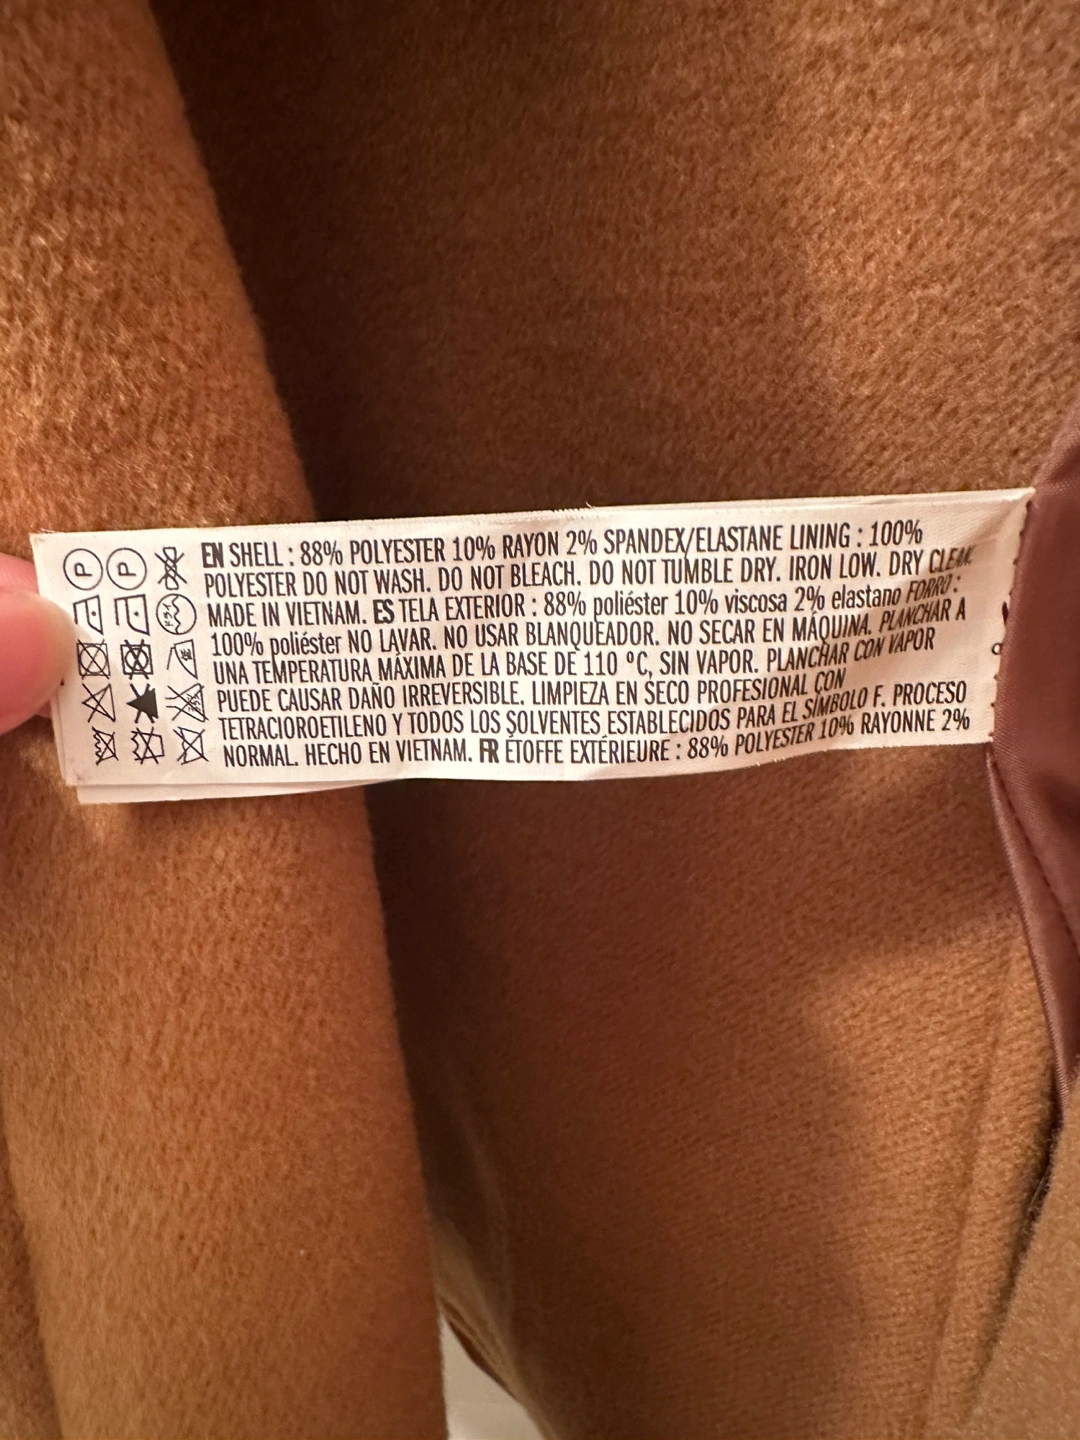 EN SHELL : 88% POLYESTER 10% RAYON 2% SPANDEX/ELASTANE LINING : 100%
POLYESTER DO NOT WASH. DO NOT BLEACH. DO NOT TUMBLE DRY. IRON LOW. DRY CLEAN.
MADE IN VIETNAM. ES TELA EXTERIOR : 88% poliéster 10% viscosa 2% elastano FORRO :
100% poliéster NO LAVAR. NO USAR BLANQUEADOR. NO SECAR EN MÁQUINA. PLANCHAR A
UNA TEMPERATURA MÁXIMA DE LA BASE DE 110 ºC, SIN VAPOR. PLANCHAR CON VAPOR
PUEDE CAUSAR DAÑO IRREVERSIBLE. LIMPIEZA EN SECO PROFESIONAL CON
TETRACIOROETILENO Y TODOS LOS SOLVENTES ESTABLECIDOS PARA EL SÍMBOLO F. PROCESO
NORMAL. HECHO EN VIETNAM. FR ÉTOFFE EXTÉRIEURE : 88% POLYESTER 10% RAYONNE 2%
P P